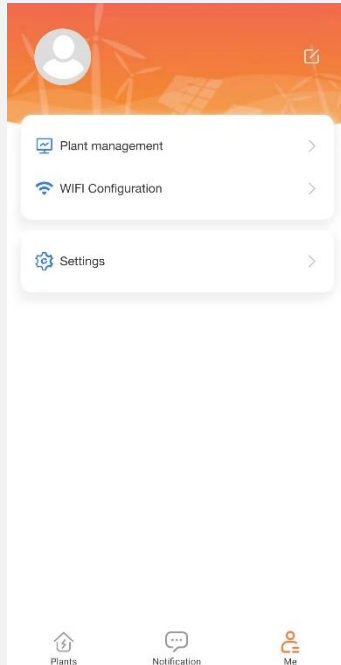 Plant management
WIFI Configuration
Settings
Plants
Notification
Me